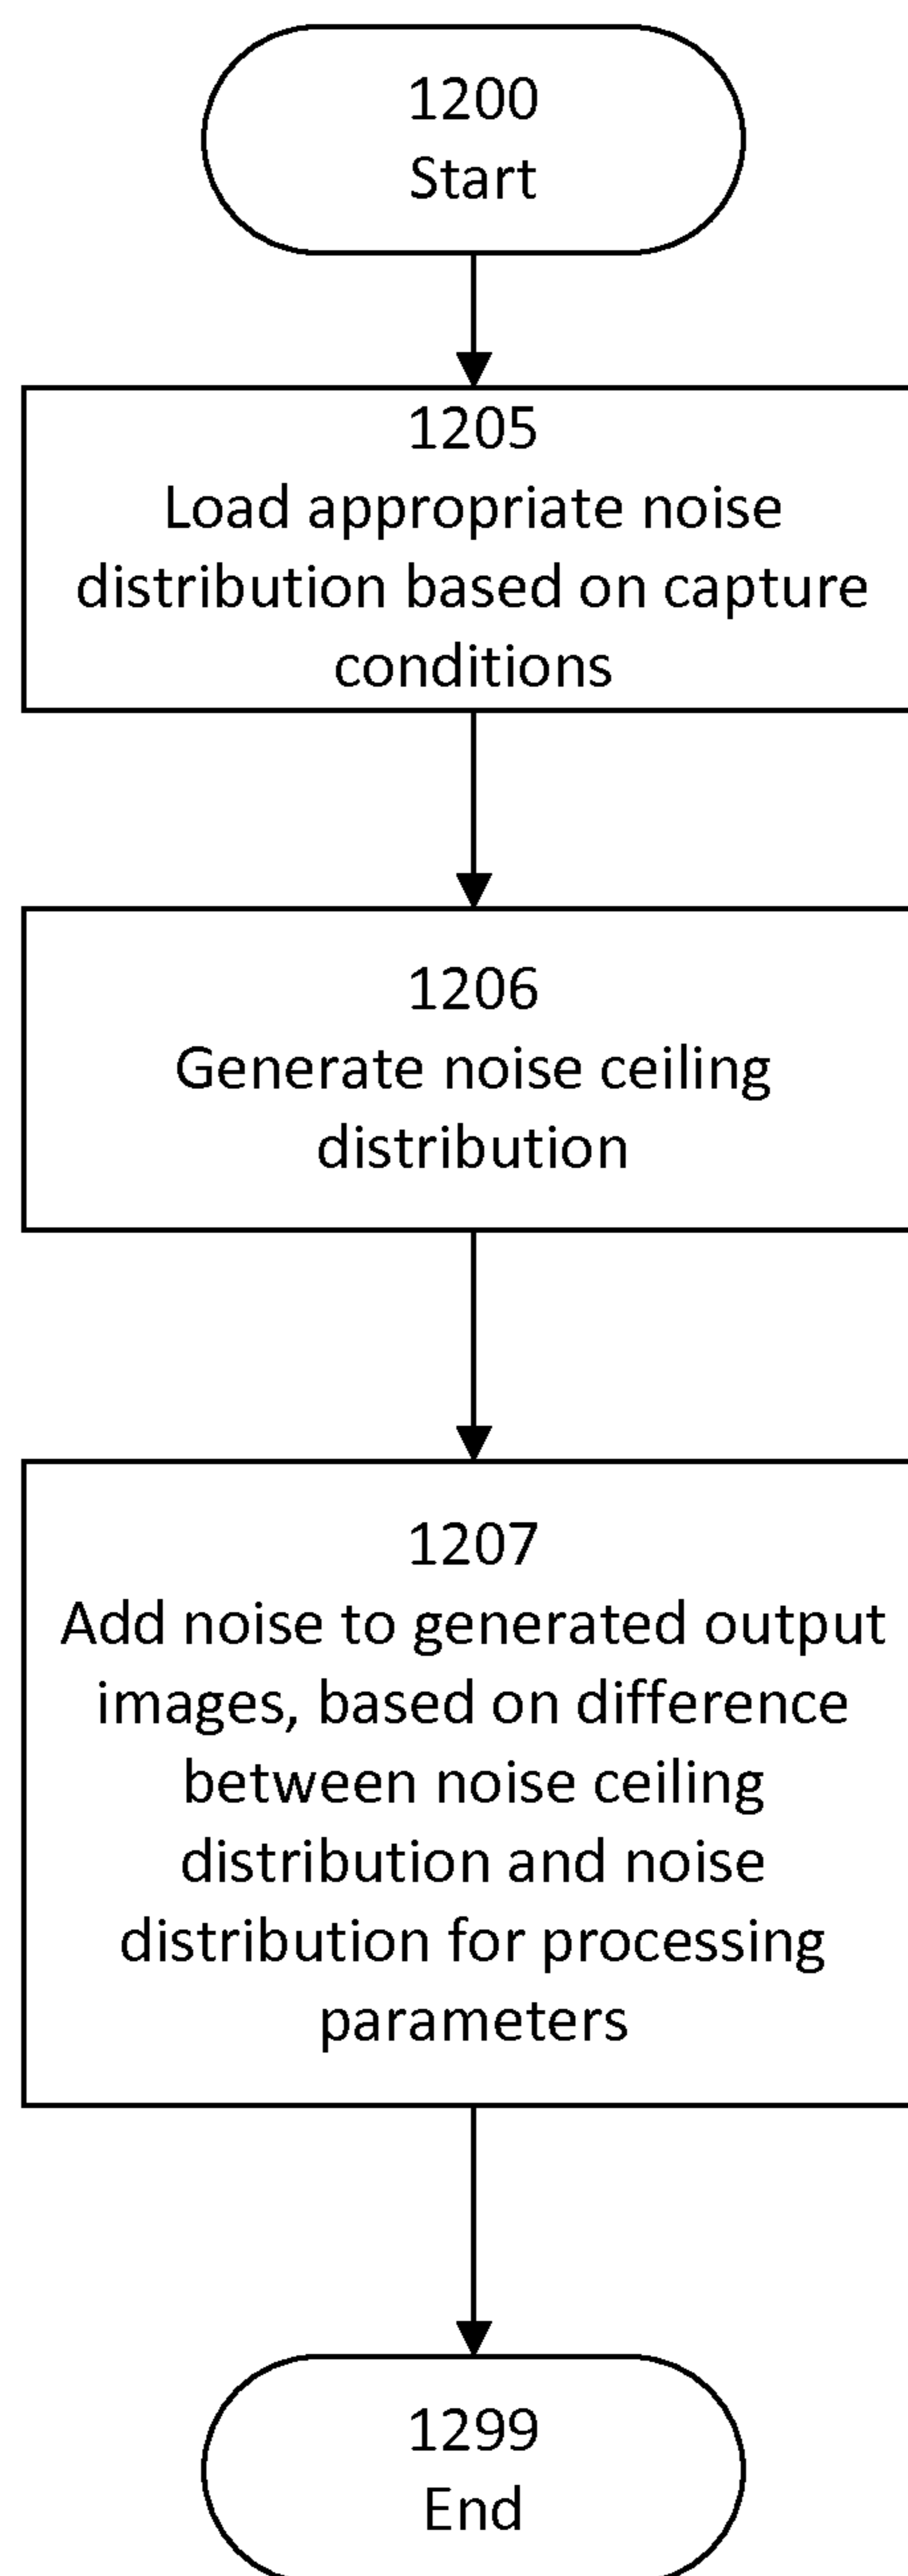 1200
Start
1205
Load appropriate noise
distribution based on capture
conditions
1206
Generate noise ceiling
distribution
1207
Add noise to generated output
images, based on difference
between noise ceiling
distribution and noise
distribution for processing
parameters
1299
End